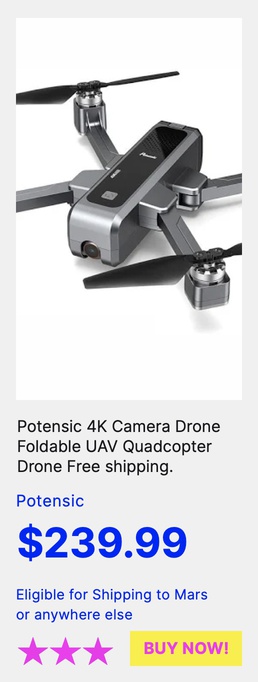 Potensic
Potensic 4K Camera Drone
Foldable UAV Quadcopter
Drone Free shipping.
Potensic
$239.99
Eligible for Shipping to Mars
or anywhere else
BUY NOW!